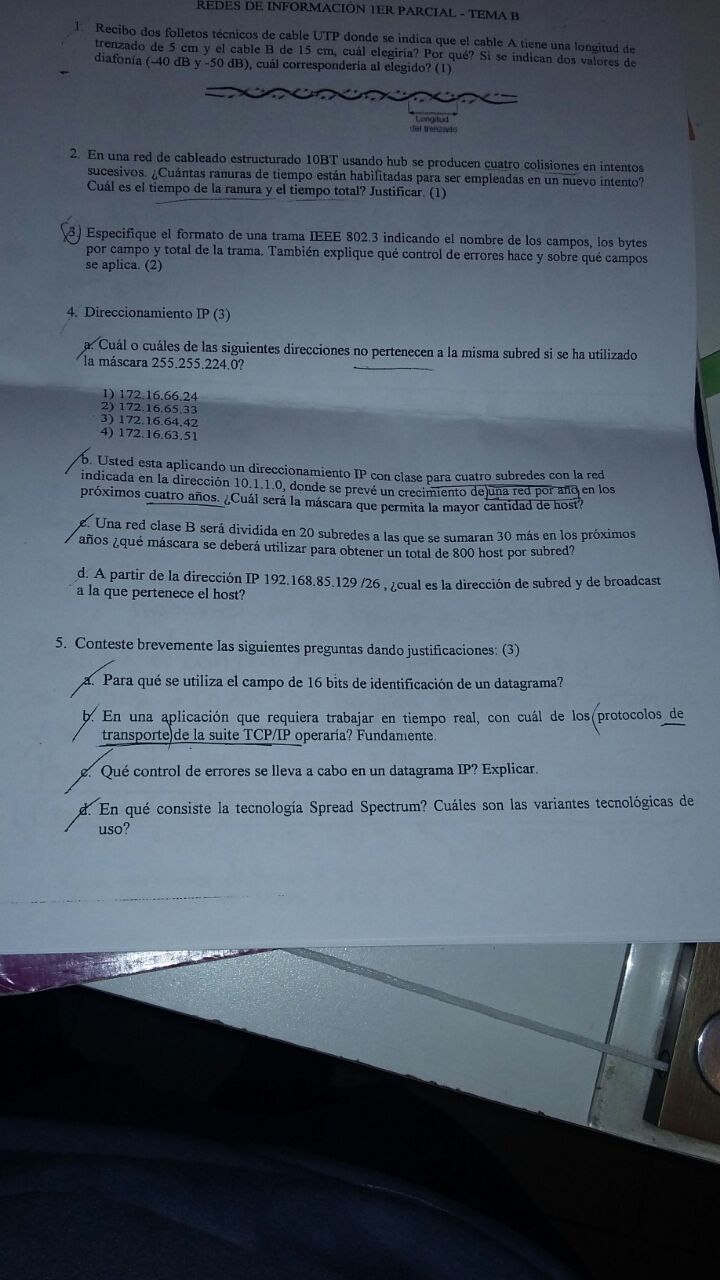 REDES DE INFORMACIÓN 1ER PARCIAL - TEMA B
1. Recibo dos folletos técnicos de cable UTP donde se indica que el cable A tiene una longitud de
trenzado de 5 cm y el cable B de 15 cm, cuál elegiría? Por qué? Si se indican dos valores de
diafonía (-40 dB y -50 dB), cuál correspondería al elegido? (1)
Longitud
del trenzado
2. En una red de cableado estructurado 10BT usando hub se producen cuatro colisiones en intentos
sucesivos. ¿Cuántas ranuras de tiempo están habilitadas para ser empleadas en un nuevo intento?
Cuál es el tiempo de la ranura y el tiempo total? Justificar. (1)
3) Especifique el formato de una trama IEEE 802.3 indicando el nombre de los campos, los bytes
por campo y total de la trama. También explique qué control de errores hace y sobre qué campos
se aplica. (2)
4. Direccionamiento IP (3)
a. Cuál o cuáles de las siguientes direcciones no pertenecen a la misma subred si se ha utilizado
la máscara 255.255.224.0?
1) 172.16.66.24
2) 172.16.65.33
3) 172.16.64.42
4) 172.16.63.51
b. Usted esta aplicando un direccionamiento IP con clase para cuatro subredes con la red
indicada en la dirección 10.1.1.0, donde se prevé un crecimiento de una red por año en los
próximos cuatro años. ¿Cuál será la máscara que permita la mayor cantidad de host?
c. Una red clase B será dividida en 20 subredes a las que se sumaran 30 más en los próximos
años ¿qué máscara se deberá utilizar para obtener un total de 800 host por subred?
d. A partir de la dirección IP 192.168.85.129 /26 , ¿cual es la dirección de subred y de broadcast
a la que pertenece el host?
5. Conteste brevemente las siguientes preguntas dando justificaciones: (3)
a. Para qué se utiliza el campo de 16 bits de identificación de un datagrama?
b. En una aplicación que requiera trabajar en tiempo real, con cuál de los protocolos de
transporte de la suite TCP/IP operaría? Fundamente.
c. Qué control de errores se lleva a cabo en un datagrama IP? Explicar.
d. En qué consiste la tecnología Spread Spectrum? Cuáles son las variantes tecnológicas de
uso?